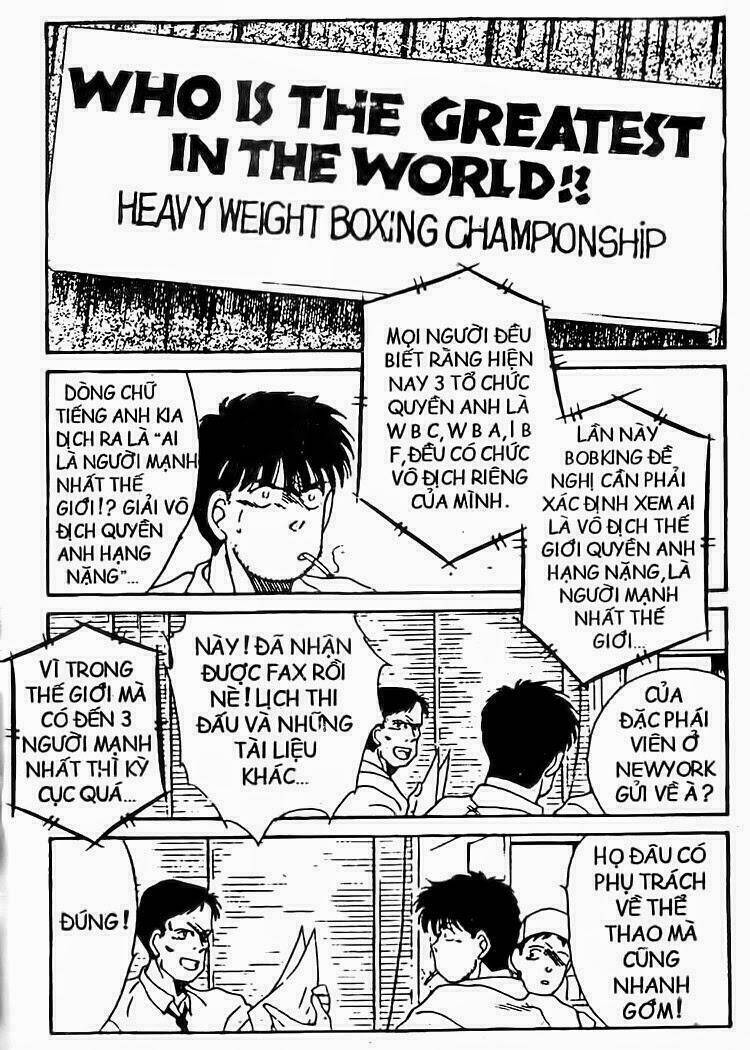 WHO IS THE GREATEST
IN THE WORLD!!
HEAVY WEIGHT BOXING CHAMPIONSHIP
MỌI NGƯỜI ĐỀU
BIẾT RẰNG HIỆN
NAY 3 TỔ CHỨC
QUYỀN ANH LÀ
W B C, W B A, I B
F, ĐỀU CÓ CHỨC
VÔ ĐỊCH RIÊNG
CỦA MÌNH.
DÒNG CHỮ
TIẾNG ANH KIA
DỊCH RA LÀ "AI
LÀ NGƯỜI MẠNH
NHẤT THẾ
GIỚI!? GIẢI VÔ
ĐỊCH QUYỀN
ANH HẠNG
NẶNG"...
LẦN NÀY
BOBKING ĐỀ
NGHỊ CẦN PHẢI
XÁC ĐỊNH XEM AI
LÀ VÔ ĐỊCH THẾ
GIỚI QUYỀN ANH
HẠNG NẶNG, LÀ
NGƯỜI MẠNH
NHẤT THẾ
GIỚI...
VÌ TRONG
THẾ GIỚI MÀ
CÓ ĐẾN 3
NGƯỜI MẠNH
NHẤT THÌ KỲ
CỤC QUÁ...
NÀY! ĐÃ NHẬN
ĐƯỢC FAX RỒI
NÈ! LỊCH THI
ĐẤU VÀ NHỮNG
TÀI LIỆU
KHÁC...
CỦA
ĐẶC PHÁI
VIÊN Ở
NEWYORK
GỬI VỀ À?
ĐÚNG!
HỌ ĐÂU CÓ
PHỤ TRÁCH
VỀ THỂ
THAO MÀ
CŨNG
NHANH
GỚM!